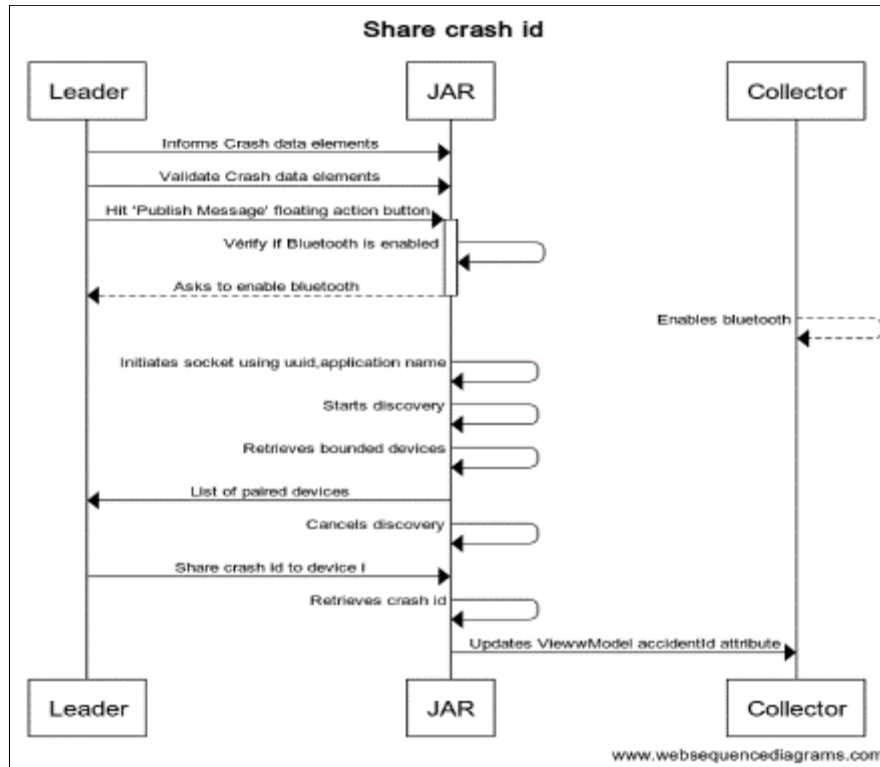 Share crash id
Leader JAR Collector
Informs Crash data elements
Validate Crash data elements
Hit 'Publish Message' floating action button
Vérify if Bluetooth is enabled
Asks to enable bluetooth
Enables bluetooth
Initiates socket using uuid,application name
Starts discovery
Retrieves bounded devices
List of paired devices
Cancels discovery
Share crash id to device i
Retrieves crash id
Updates ViewwModel accidentId attribute
Leader JAR Collector
www.websequencediagrams.com